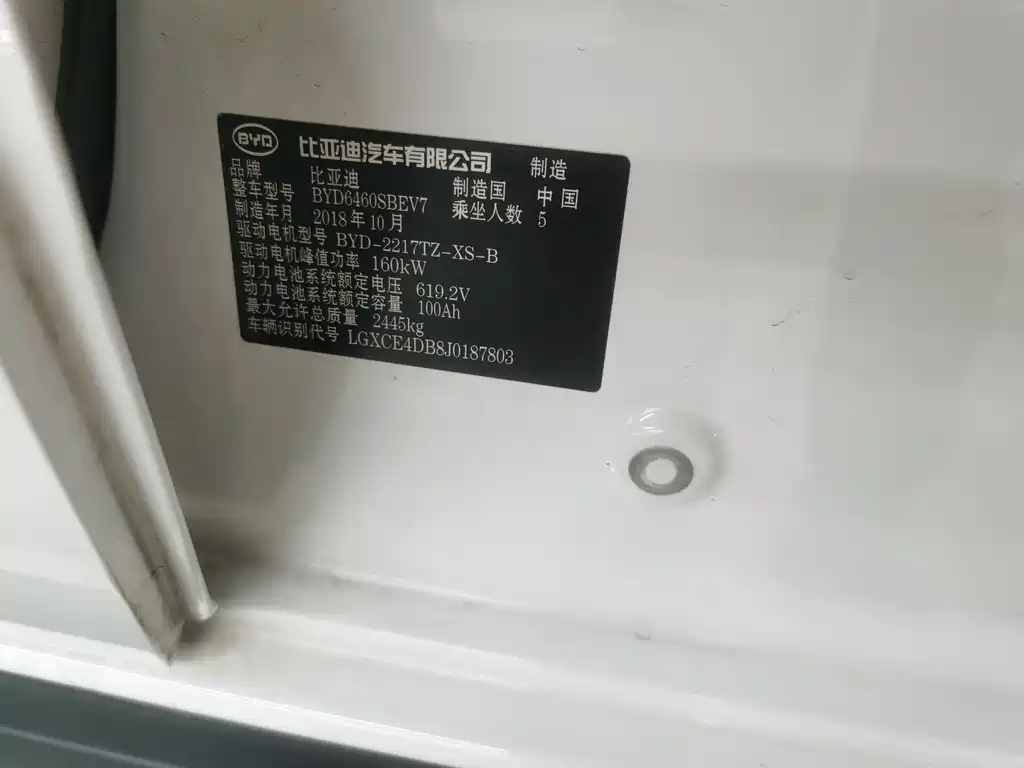 BYD 比亚迪汽车有限公司 制造
品牌 比亚迪 制造国 中国
整车型号 BYD6460SBEV7 乘坐人数 5
制造年月 2018年10月
驱动电机型号 BYD-2217TZ-XS-B
驱动电机峰值功率 160kW
动力电池系统额定电压 619.2V
动力电池系统额定容量 100Ah
最大允许总质量 2445kg
车辆识别代号 LGXCE4DB8J0187803